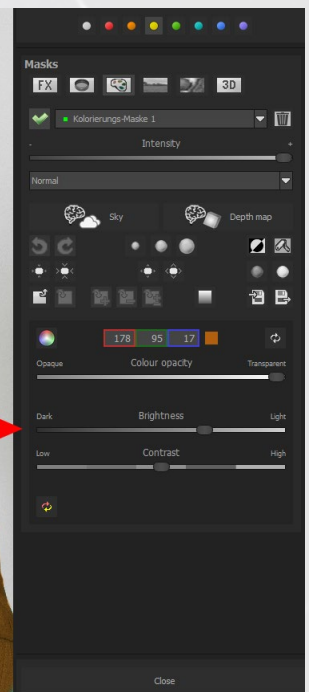 Masks
FX 3D
Kolorierungs-Maske 1
- Intensity +
Normal
Sky Depth map
178 95 17
Opaque Colour opacity Transparent
Dark Brightness Light
Low Contrast High
Close